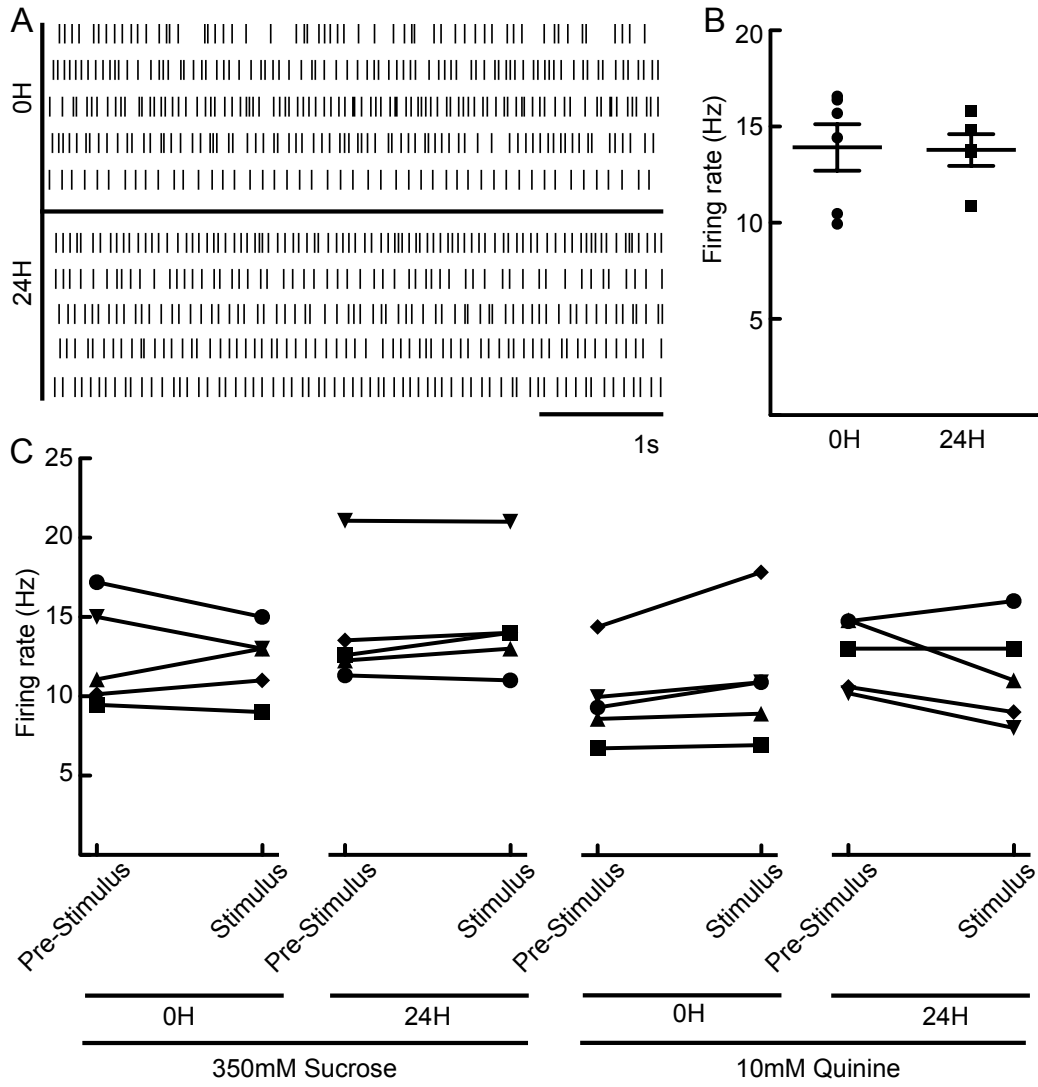 A
0H
24H
1s
B
Firing rate (Hz)
20
15
10
5
0H
24H
C
Firing rate (Hz)
25
20
15
10
5
Pre-Stimulus
Stimulus
Pre-Stimulus
Stimulus
Pre-Stimulus
Stimulus
Pre-Stimulus
Stimulus
0H
24H
0H
24H
350mM Sucrose
10mM Quinine